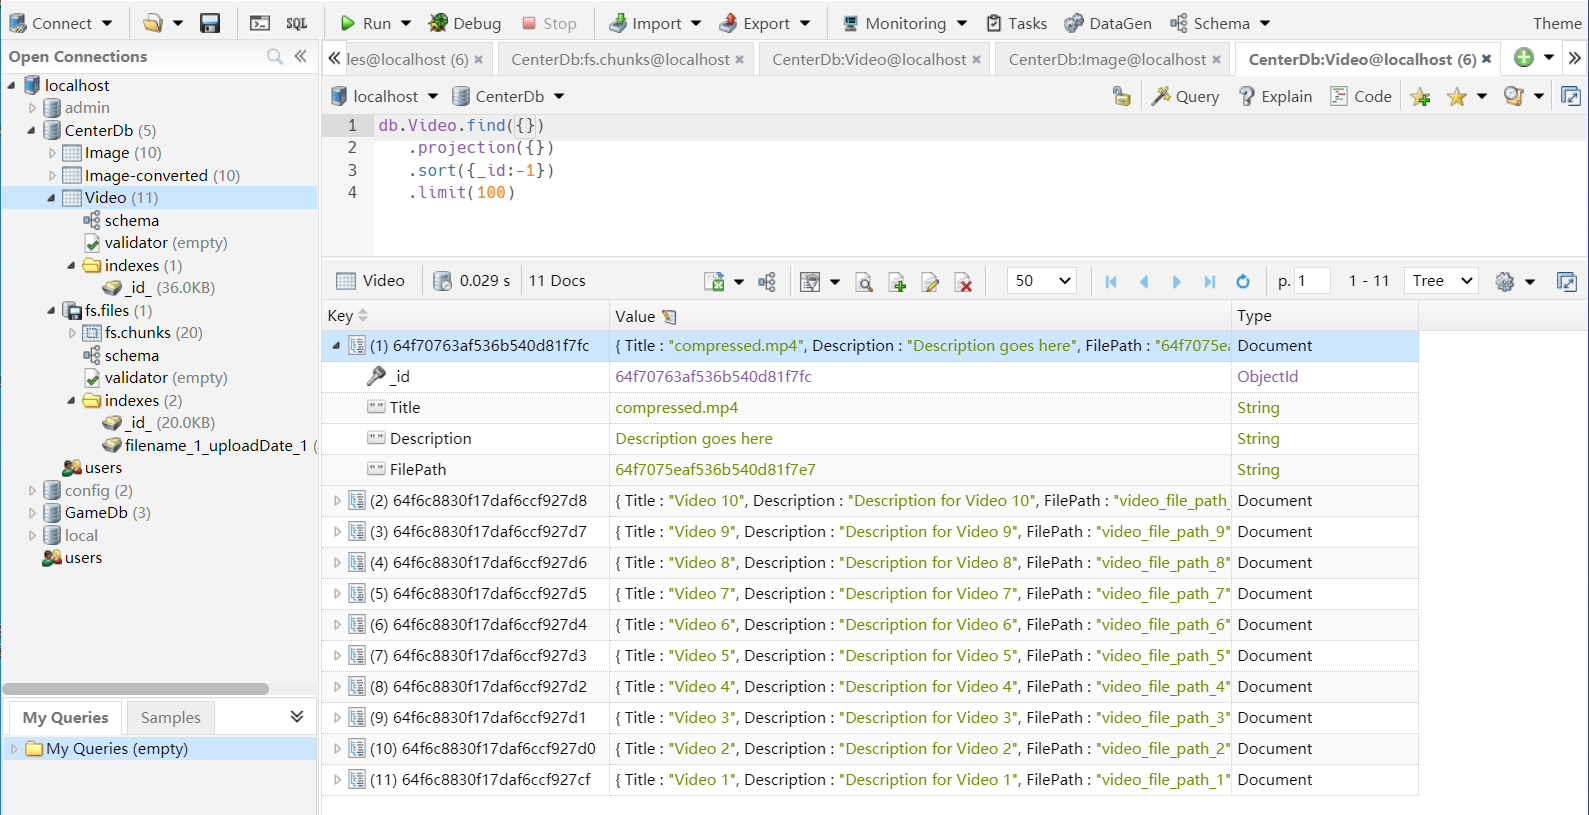 Connect SQL Run Debug Stop Import Export Monitoring Tasks DataGen Schema Theme
Open Connections
localhost
admin
CenterDb (5)
Image (10)
Image-converted (10)
Video (11)
schema
validator (empty)
indexes (1)
_id_ (36.0KB)
fs.files (1)
fs.chunks (20)
schema
validator (empty)
indexes (2)
_id_ (20.0KB)
filename_1_uploadDate_1 (
users
config (2)
GameDb (3)
local
users
My Queries Samples
My Queries (empty)
les@localhost (6) CenterDb:fs.chunks@localhost CenterDb:Video@localhost CenterDb:Image@localhost CenterDb:Video@localhost (6)
localhost CenterDb Query Explain Code
1 db.Video.find({})
2 .projection({})
3 .sort({_id:-1})
4 .limit(100)
Video 0.029 s 11 Docs 50 p. 1 1 - 11 Tree
Key Value Type
(1) 64f70763af536b540d81f7fc { Title : "compressed.mp4", Description : "Description goes here", FilePath : "64f7075ea Document
_id 64f70763af536b540d81f7fc ObjectId
Title compressed.mp4 String
Description Description goes here String
FilePath 64f7075eaf536b540d81f7e7 String
(2) 64f6c8830f17daf6ccf927d8 { Title : "Video 10", Description : "Description for Video 10", FilePath : "video_file_path_ Document
(3) 64f6c8830f17daf6ccf927d7 { Title : "Video 9", Description : "Description for Video 9", FilePath : "video_file_path_9" Document
(4) 64f6c8830f17daf6ccf927d6 { Title : "Video 8", Description : "Description for Video 8", FilePath : "video_file_path_8" Document
(5) 64f6c8830f17daf6ccf927d5 { Title : "Video 7", Description : "Description for Video 7", FilePath : "video_file_path_7" Document
(6) 64f6c8830f17daf6ccf927d4 { Title : "Video 6", Description : "Description for Video 6", FilePath : "video_file_path_6" Document
(7) 64f6c8830f17daf6ccf927d3 { Title : "Video 5", Description : "Description for Video 5", FilePath : "video_file_path_5" Document
(8) 64f6c8830f17daf6ccf927d2 { Title : "Video 4", Description : "Description for Video 4", FilePath : "video_file_path_4" Document
(9) 64f6c8830f17daf6ccf927d1 { Title : "Video 3", Description : "Description for Video 3", FilePath : "video_file_path_3" Document
(10) 64f6c8830f17daf6ccf927d0 { Title : "Video 2", Description : "Description for Video 2", FilePath : "video_file_path_2" Document
(11) 64f6c8830f17daf6ccf927cf { Title : "Video 1", Description : "Description for Video 1", FilePath : "video_file_path_1" Document